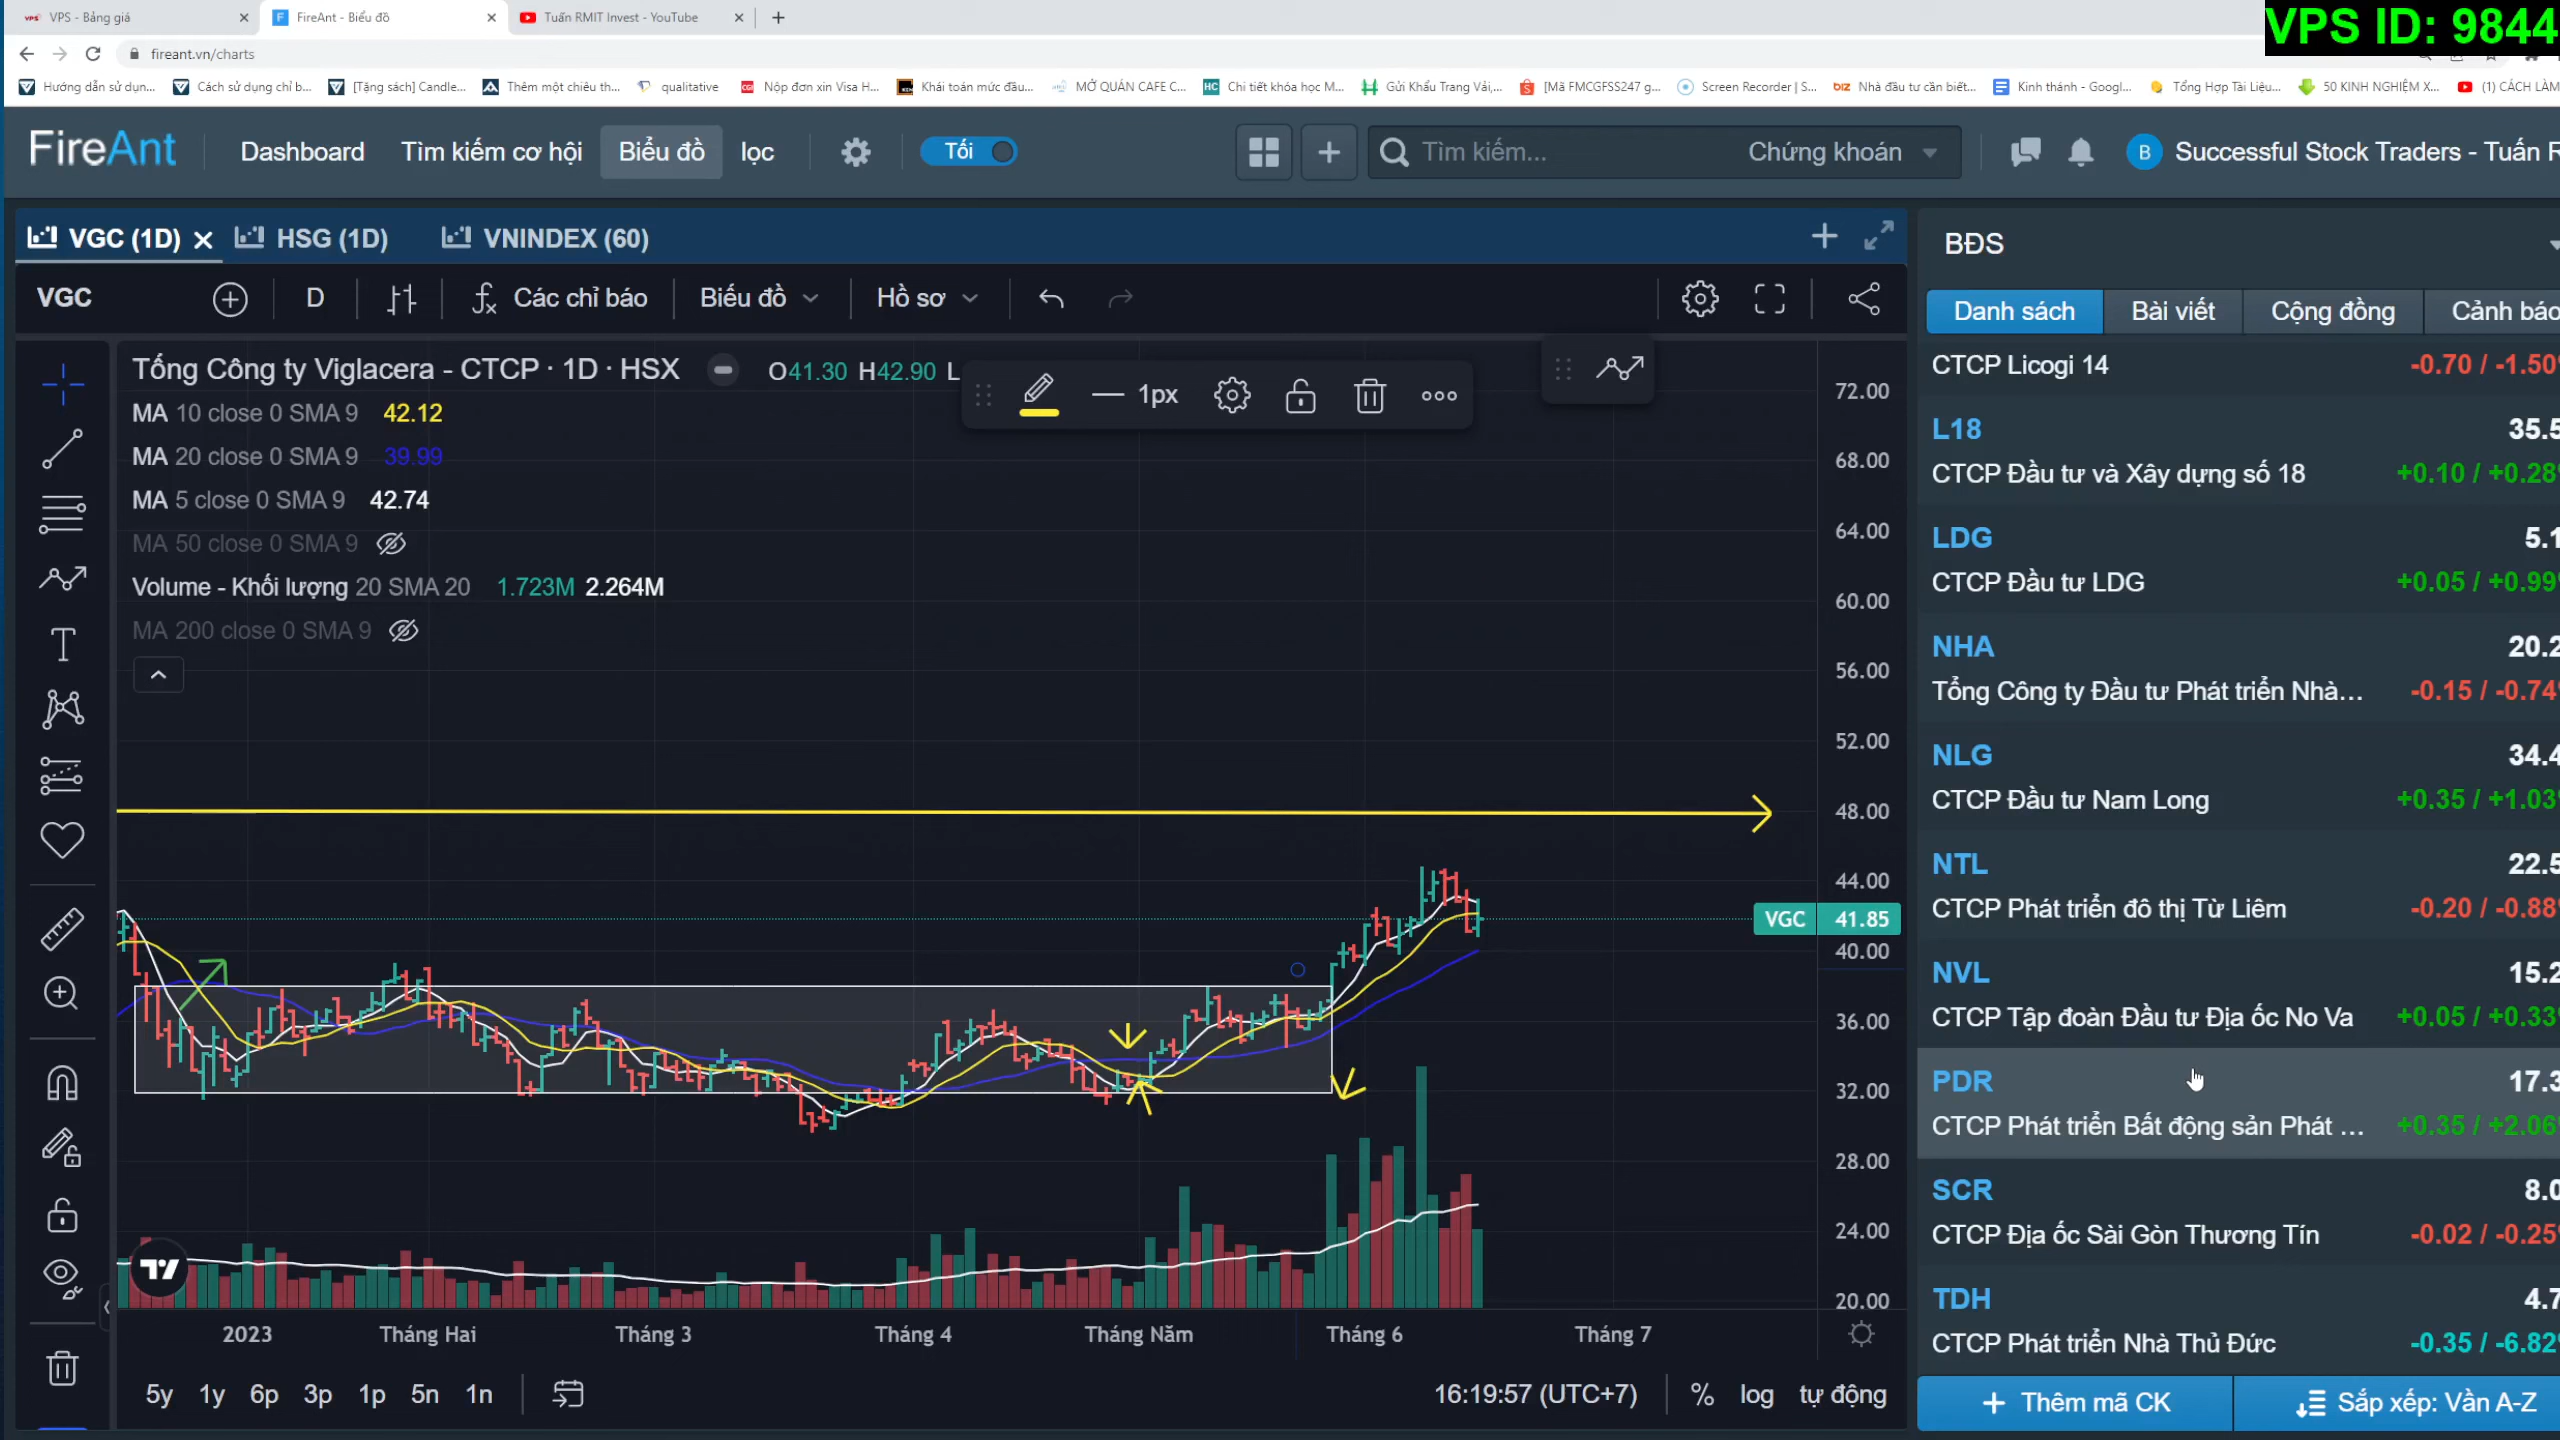 VPS - Bảng giá
FireAnt - Biểu đồ
Tuấn RMIT Invest - YouTube
VPS ID: 9844
fireant.vn/charts
Hướng dẫn sử dụn...
Cách sử dụng chỉ b...
[Tặng sách] Candle...
Thêm một chiêu th...
qualitative
Nộp đơn xin Visa H...
Khái toán mức đầu...
MỞ QUÁN CAFE C...
Chi tiết khóa học M...
Gửi Khẩu Trang Vải,...
[Mã FMCGFSS247 g...
Screen Recorder | S...
Nhà đầu tư cần biết...
Kinh thánh - Googl...
Tổng Hợp Tài Liệu...
50 KINH NGHIỆM X...
(1) CÁCH LÀM
FireAnt
Dashboard
Tìm kiếm cơ hội
Biểu đồ
lọc
Tối
Tìm kiếm...
Chứng khoán
B
Successful Stock Traders - Tuấn R
VGC (1D)
HSG (1D)
VNINDEX (60)
BĐS
VGC
D
Các chỉ báo
Biểu đồ
Hồ sơ
Danh sách
Bài viết
Cộng đồng
Cảnh báo
Tổng Công ty Viglacera - CTCP · 1D · HSX
O41.30 H42.90 L
1px
MA 10 close 0 SMA 9 42.12
MA 20 close 0 SMA 9 39.99
MA 5 close 0 SMA 9 42.74
MA 50 close 0 SMA 9
Volume - Khối lượng 20 SMA 20 1.723M 2.264M
MA 200 close 0 SMA 9
72.00
68.00
64.00
60.00
56.00
52.00
48.00
44.00
VGC 41.85
40.00
36.00
32.00
28.00
24.00
20.00
2023
Tháng Hai
Tháng 3
Tháng 4
Tháng Năm
Tháng 6
Tháng 7
5y 1y 6p 3p 1p 5n 1n
16:19:57 (UTC+7)
%
log
tự động
CTCP Licogi 14 -0.70 / -1.50
L18 35.5
CTCP Đầu tư và Xây dựng số 18 +0.10 / +0.28
LDG 5.1
CTCP Đầu tư LDG +0.05 / +0.99
NHA 20.2
Tổng Công ty Đầu tư Phát triển Nhà... -0.15 / -0.74
NLG 34.4
CTCP Đầu tư Nam Long +0.35 / +1.03
NTL 22.5
CTCP Phát triển đô thị Từ Liêm -0.20 / -0.88
NVL 15.2
CTCP Tập đoàn Đầu tư Địa ốc No Va +0.05 / +0.33
PDR 17.3
CTCP Phát triển Bất động sản Phát ... +0.35 / +2.06
SCR 8.0
CTCP Địa ốc Sài Gòn Thương Tín -0.02 / -0.25
TDH 4.7
CTCP Phát triển Nhà Thủ Đức -0.35 / -6.82
Thêm mã CK
Sắp xếp: Vần A-Z